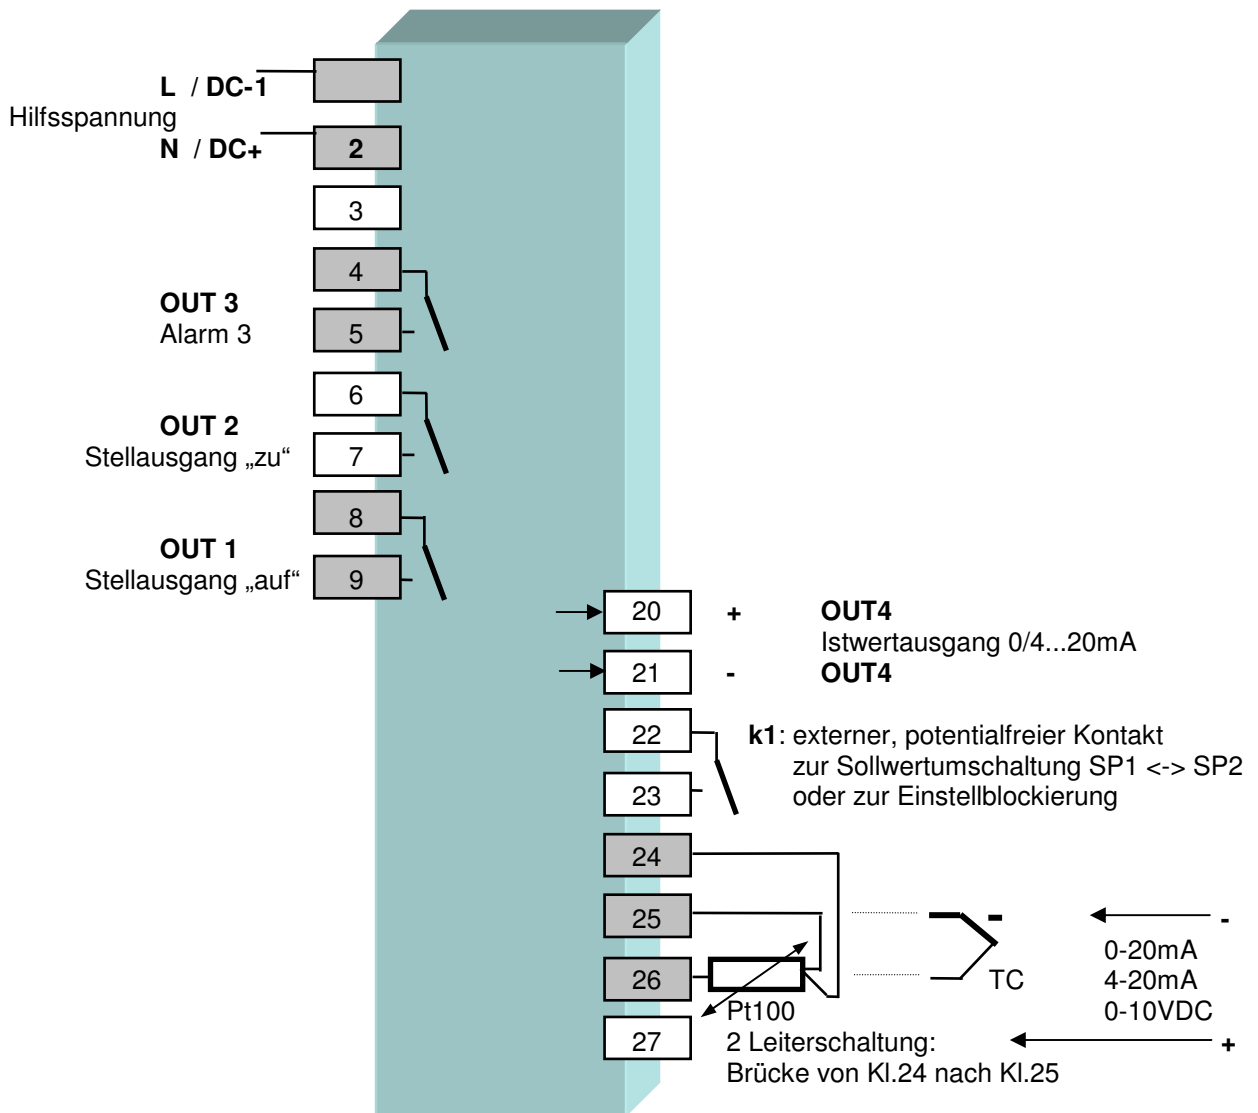 L / DC-1
Hilfsspannung
N / DC+ 2
3
4
OUT 3
Alarm 3 5
6
OUT 2
Stellausgang „zu“ 7
8
OUT 1
Stellausgang „auf“ 9
20 + OUT4
Istwertausgang 0/4...20mA
21 - OUT4
22 k1: externer, potentialfreier Kontakt
zur Sollwertumschaltung SP1 <-> SP2
23 oder zur Einstellblockierung
24
25 - -
0-20mA
26 TC 4-20mA
Pt100 0-10VDC
27 2 Leiterschaltung: +
Brücke von Kl.24 nach Kl.25